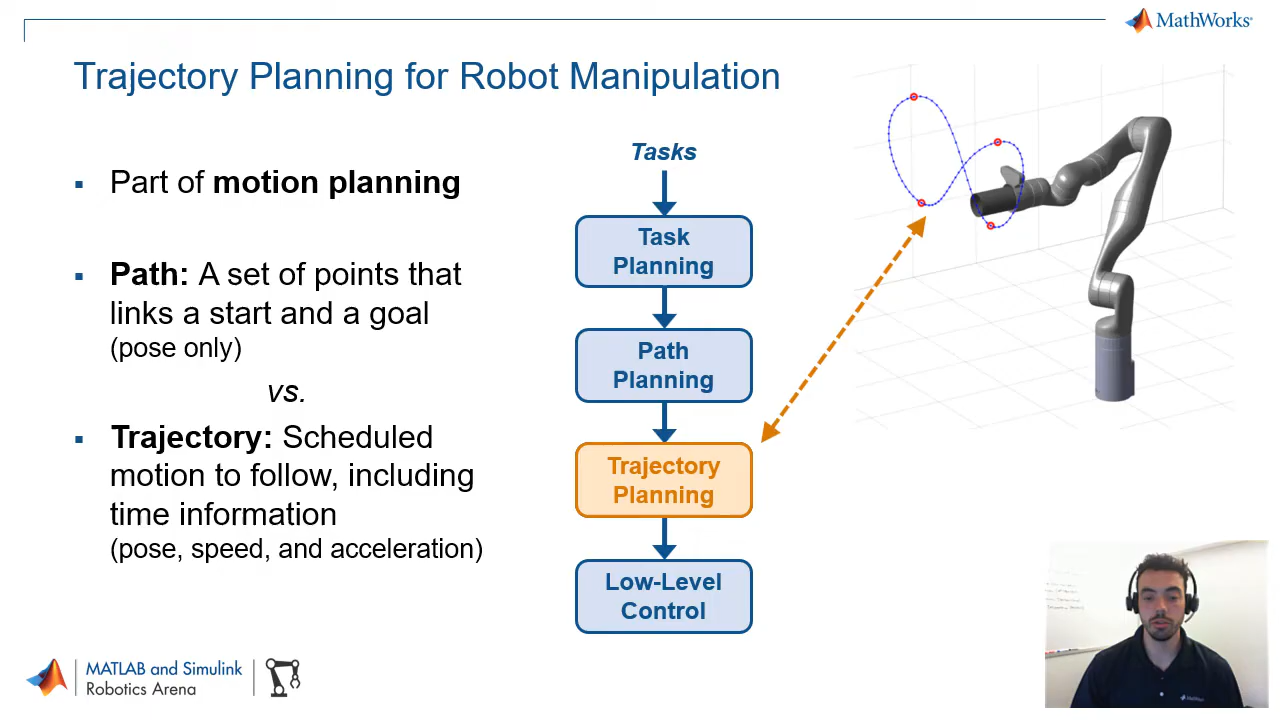 MathWorks®
Trajectory Planning for Robot Manipulation
▪ Part of motion planning
▪ Path: A set of points that
links a start and a goal
(pose only)
vs.
▪ Trajectory: Scheduled
motion to follow, including
time information
(pose, speed, and acceleration)
Tasks
Task
Planning
Path
Planning
Trajectory
Planning
Low-Level
Control
MATLAB and Simulink
Robotics Arena